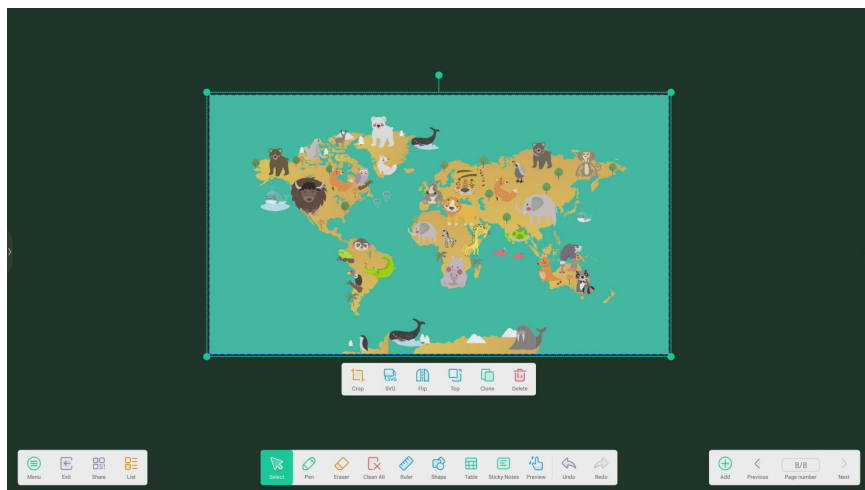 Crop SVG Flip Top Clone Delete
Menu Exit Share List Select Pen Eraser Clean All Ruler Shape Table Sticky Notes Preview Undo Redo Add Previous 8/8 Page number Next